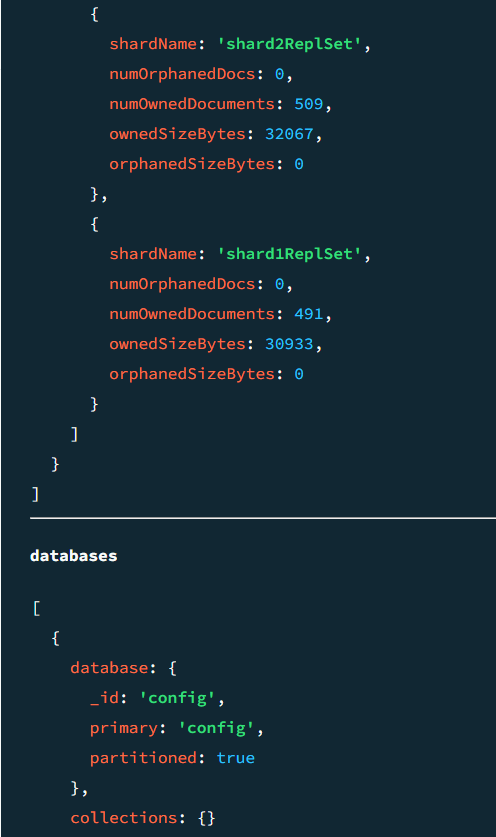 {
shardName: 'shard2ReplSet',
numOrphanedDocs: 0,
numOwnedDocuments: 509,
ownedSizeBytes: 32067,
orphanedSizeBytes: 0
},
{
shardName: 'shard1ReplSet',
numOrphanedDocs: 0,
numOwnedDocuments: 491,
ownedSizeBytes: 30933,
orphanedSizeBytes: 0
}
]
}
]
databases
[
{
database: {
_id: 'config',
primary: 'config',
partitioned: true
},
collections: {}